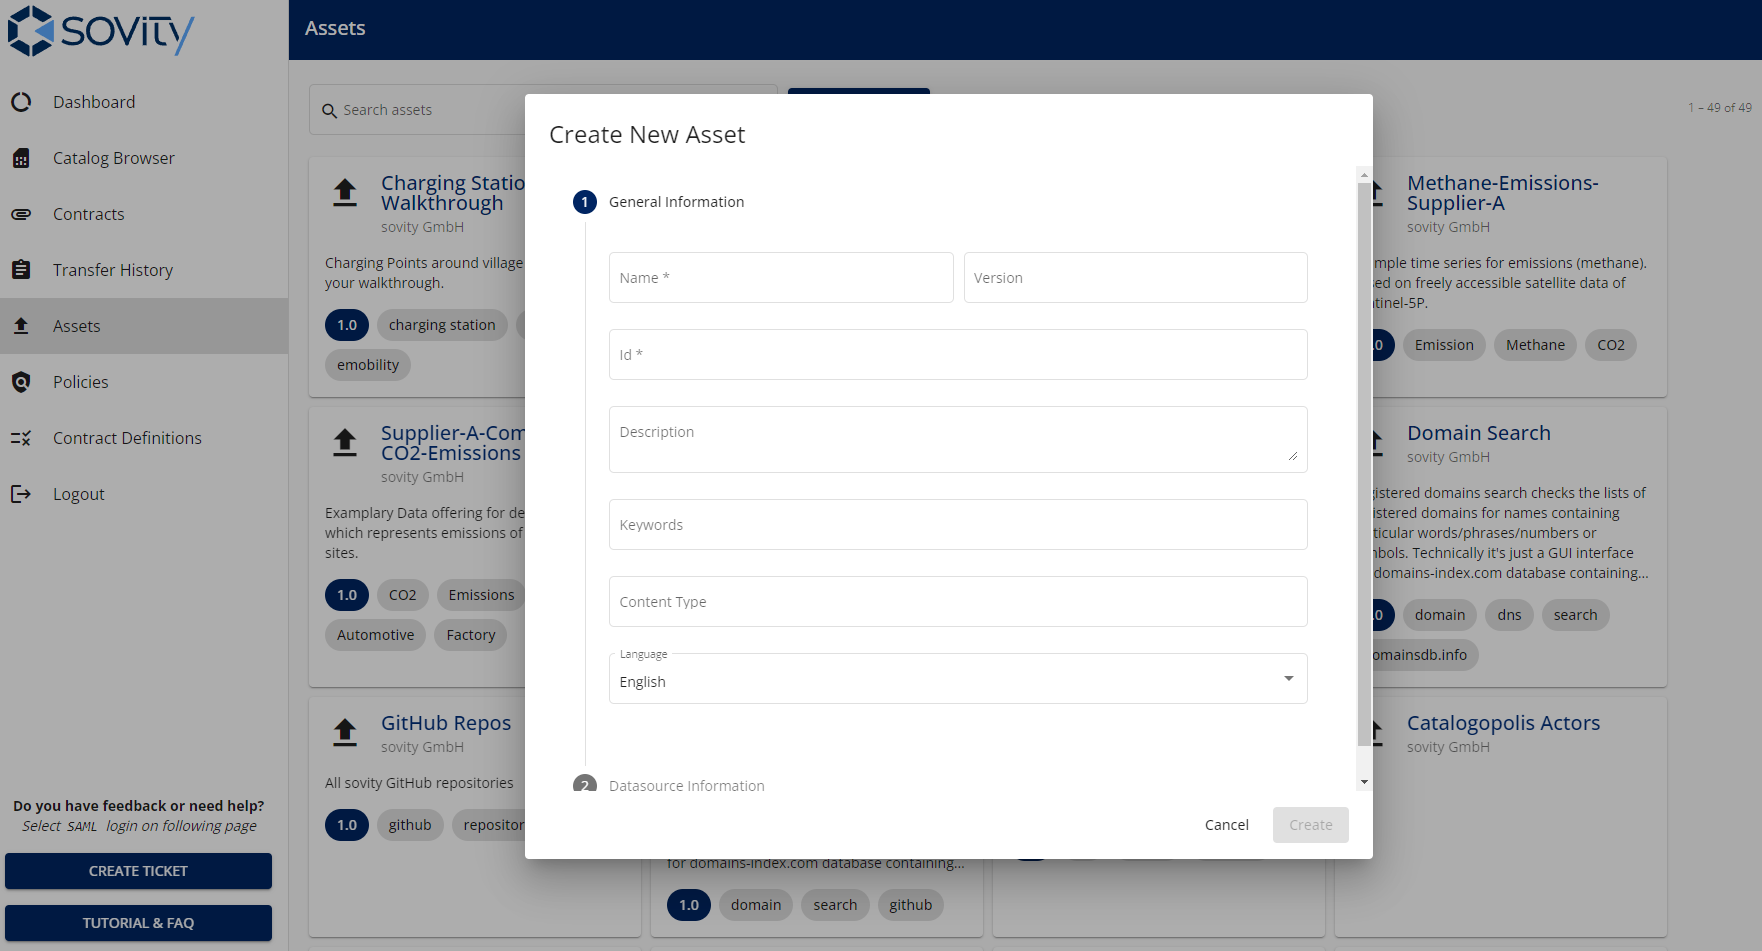 sovity
Assets
Dashboard
Catalog Browser
Contracts
Transfer History
Assets
Policies
Contract Definitions
Logout
Do you have feedback or need help?
Select SAML login on following page
CREATE TICKET
TUTORIAL & FAQ
Search assets
1 – 49 of 49
Charging Statio
Walkthrough
sovity GmbH
Charging Points around village
your walkthrough.
1.0
charging station
emobility
Methane-Emissions-
Supplier-A
sovity GmbH
mple time series for emissions (methane).
ed on freely accessible satellite data of
tinel-5P.
.0
Emission
Methane
CO2
Supplier-A-Com
CO2-Emissions
sovity GmbH
Examplary Data offering for de
which represents emissions of
sites.
1.0
CO2
Emissions
Automotive
Factory
Domain Search
sovity GmbH
gistered domains search checks the lists of
istered domains for names containing
ticular words/phrases/numbers or
nbols. Technically it's just a GUI interface
domains-index.com database containing...
.0
domain
dns
search
omainsdb.info
GitHub Repos
sovity GmbH
All sovity GitHub repositories
1.0
github
repositor
for domains-index.com database containing...
1.0
domain
search
github
Catalogopolis Actors
sovity GmbH
Create New Asset
1
General Information
Name *
Version
Id *
Description
Keywords
Content Type
Language
English
2
Datasource Information
Cancel
Create